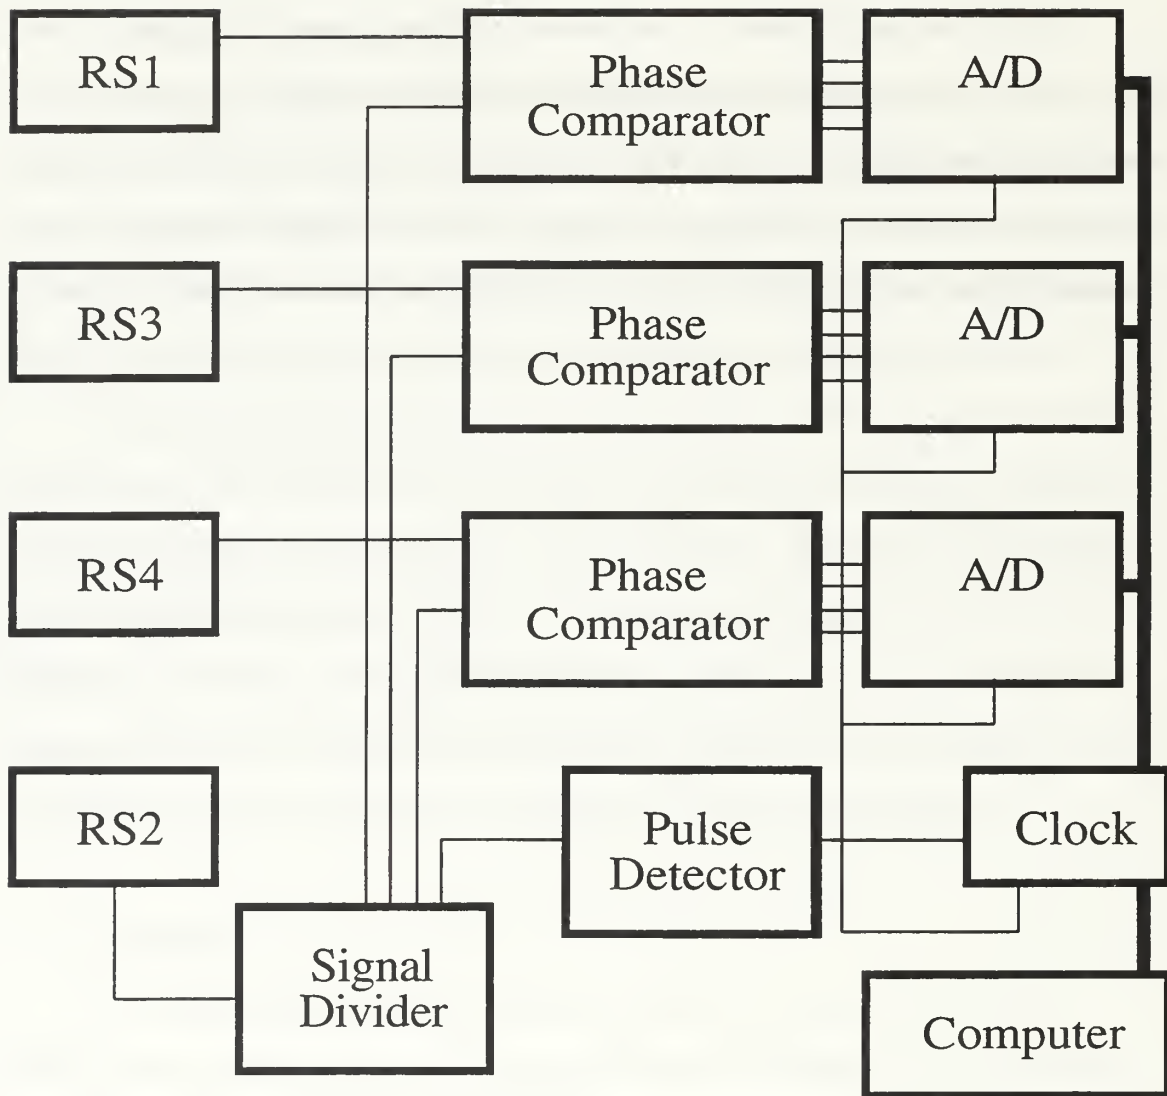 RS1
Phase
Comparator
A/D
RS3
Phase
Comparator
A/D
RS4
Phase
Comparator
A/D
RS2
Pulse
Detector
Clock
Signal
Divider
Computer